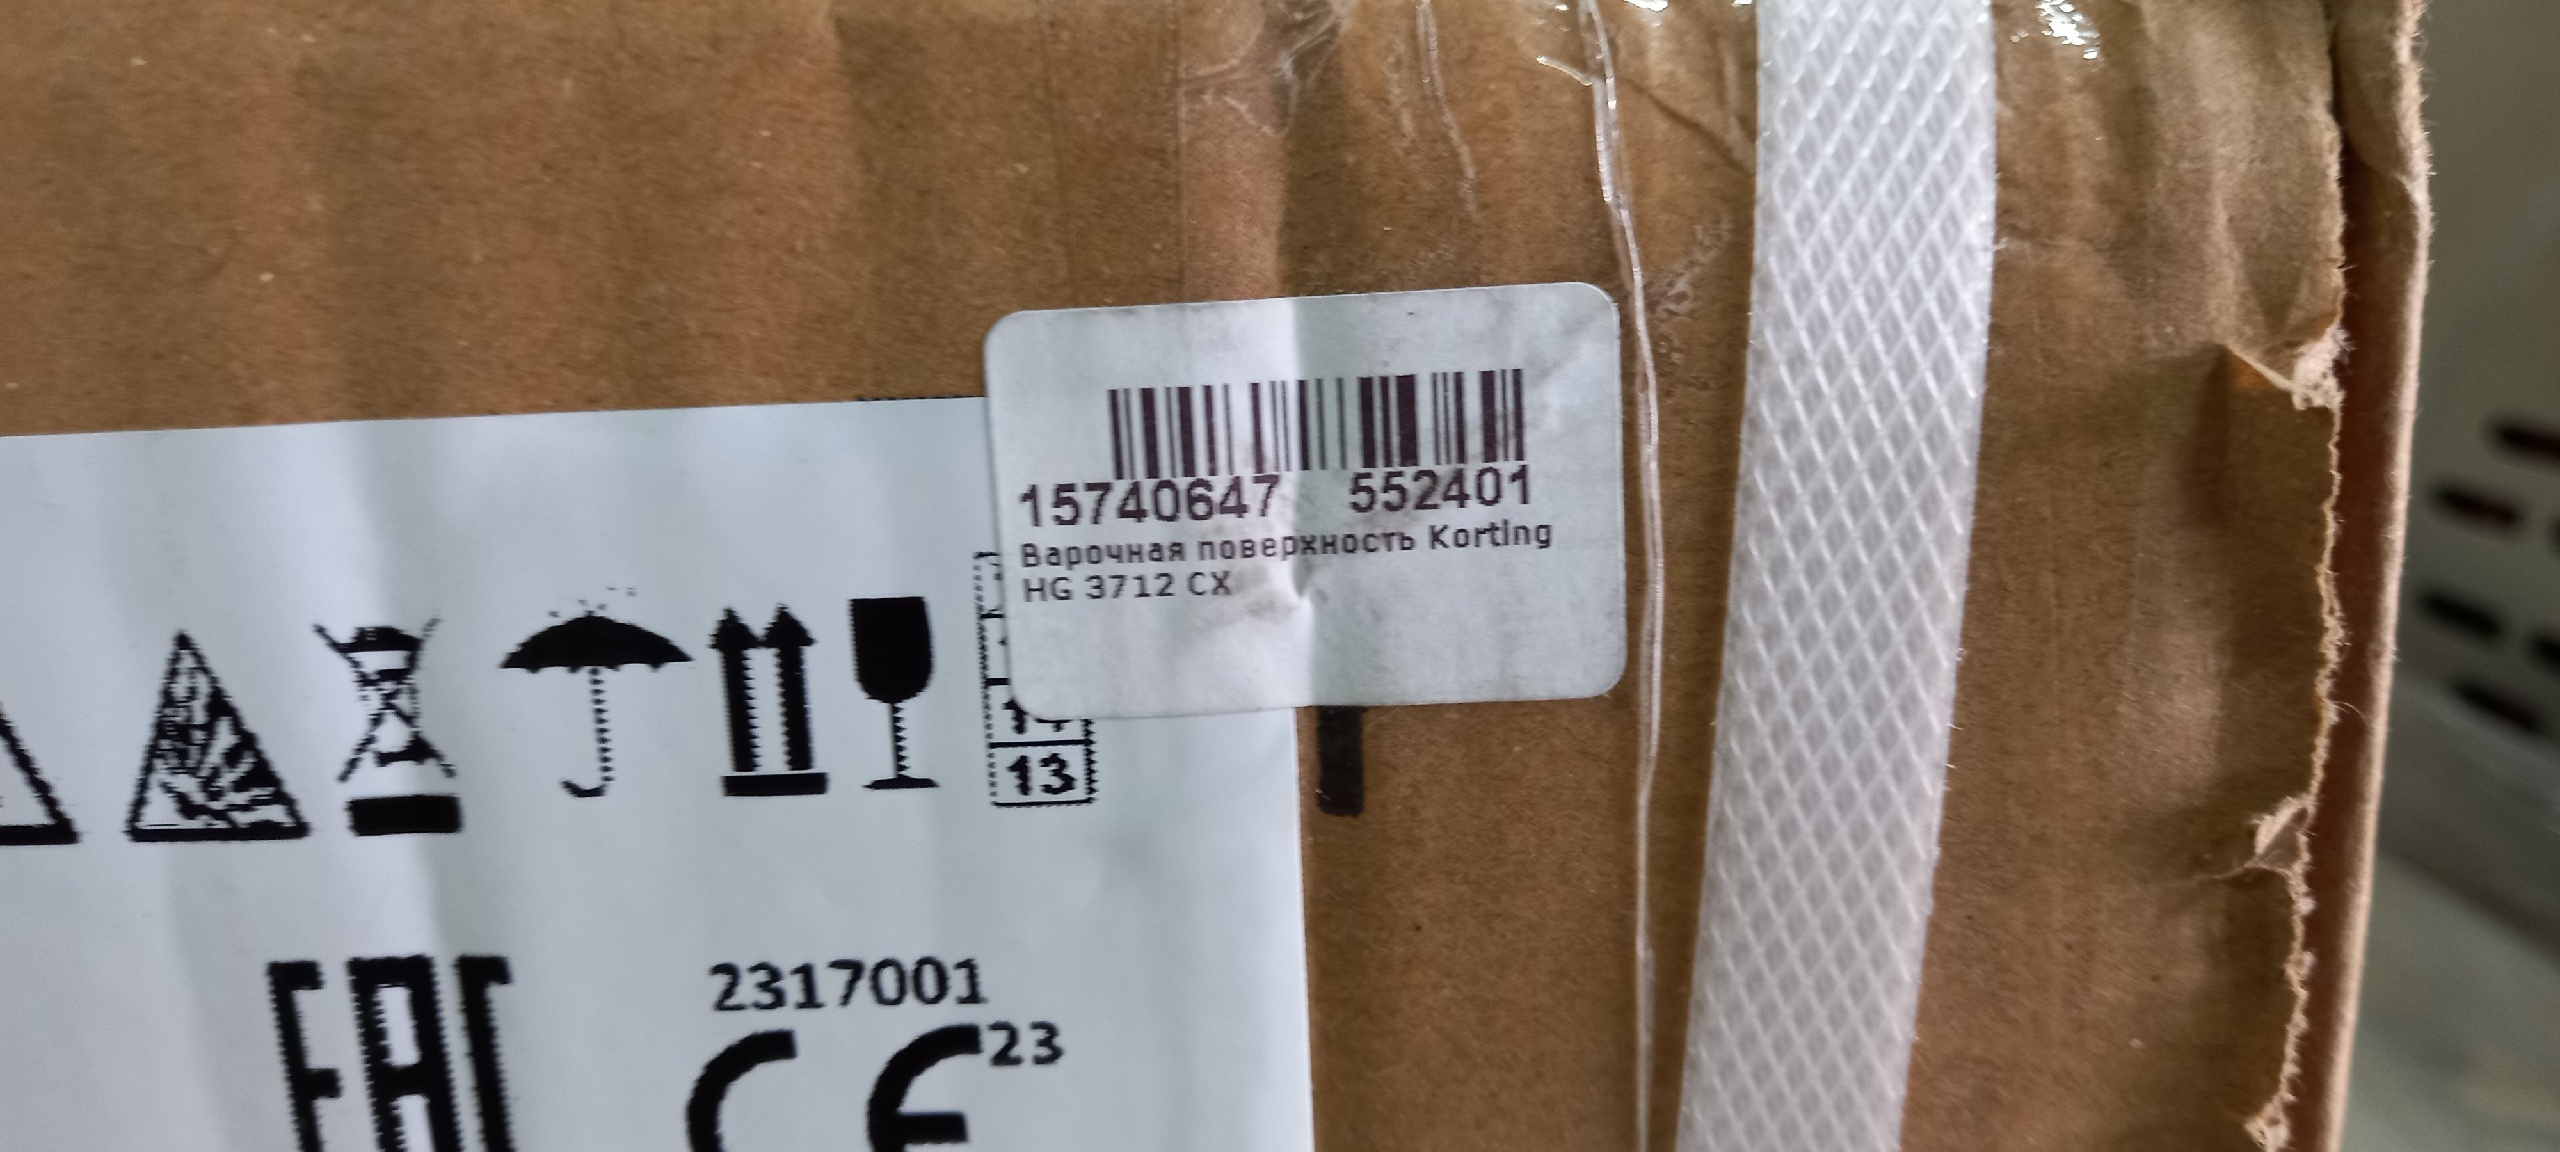 15740647 552401
Варочная поверхность Korting
HG 3712 CX
13
EAC
2317001
CE 23